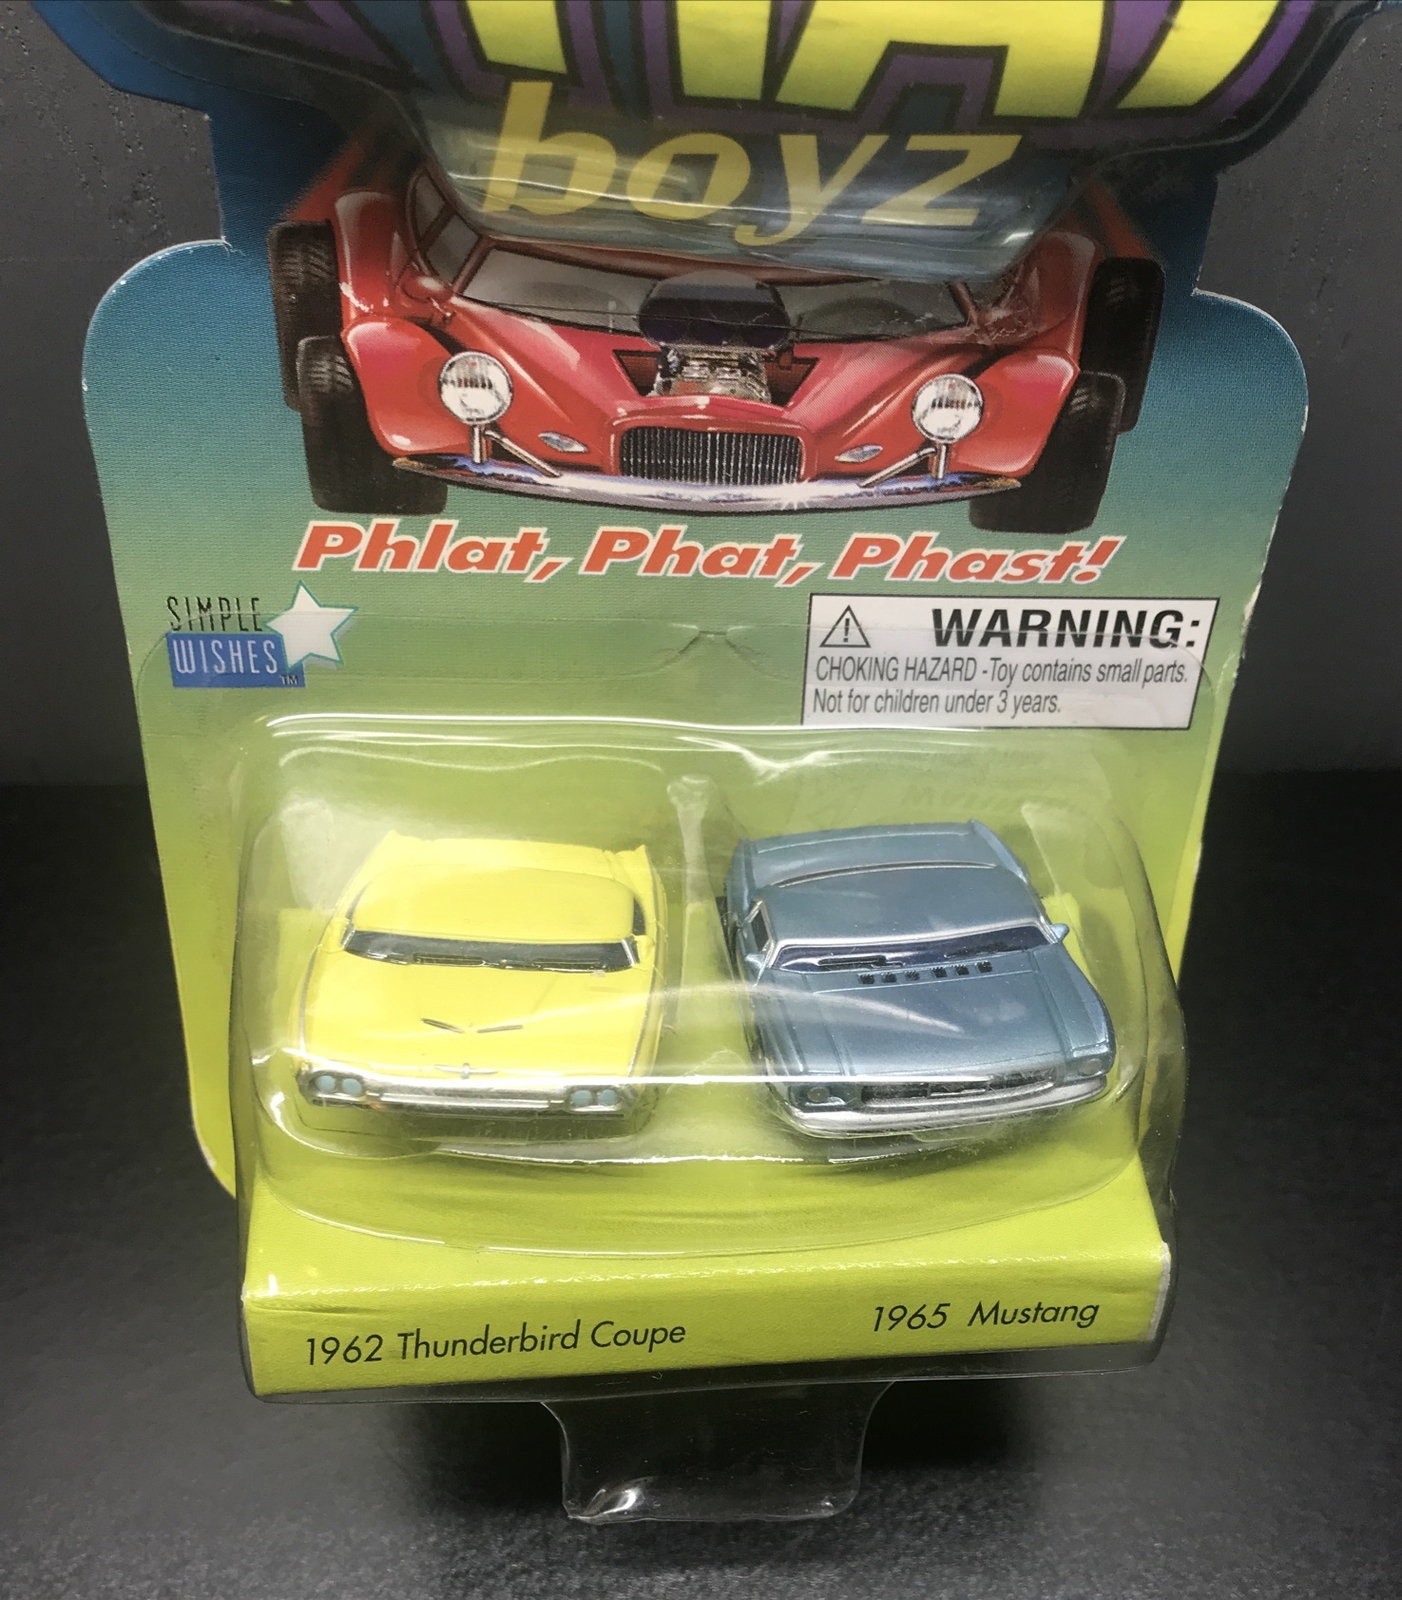 boyz
Phlat, Phat, Phast!
SIMPLE
WISHES™
WARNING:
CHOKING HAZARD -Toy contains small parts.
Not for children under 3 years.
1962 Thunderbird Coupe
1965 Mustang